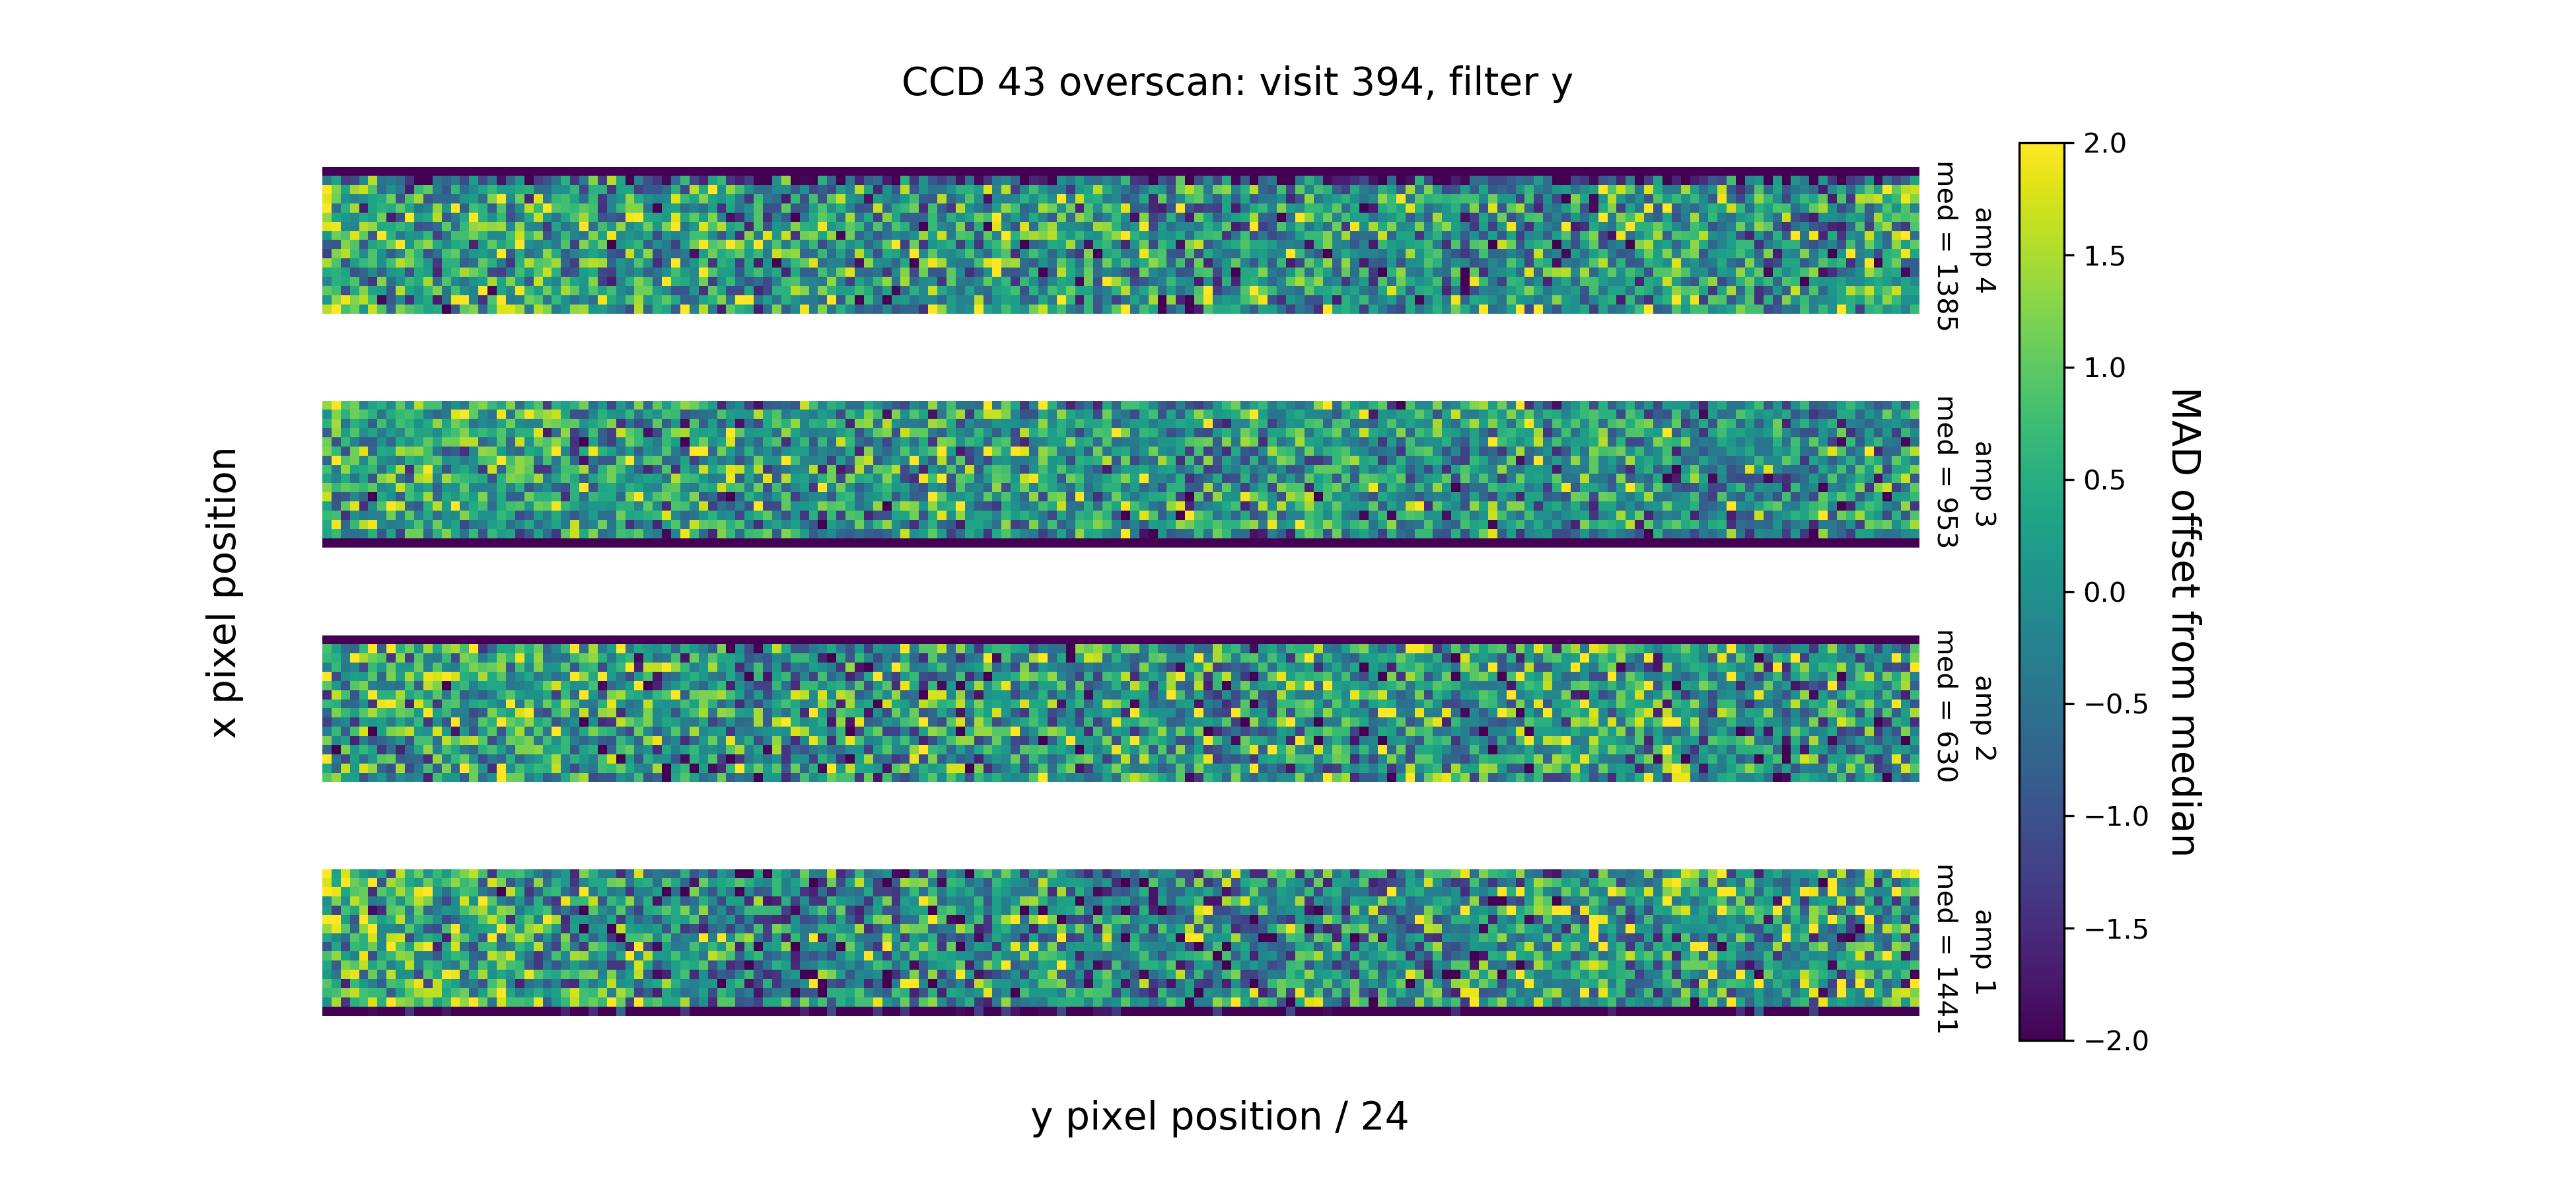 CCD 43 overscan: visit 394, filter y
x pixel position
amp 4
med = 1385
amp 3
med = 953
amp 2
med = 630
amp 1
med = 1441
y pixel position / 24
2.0
1.5
1.0
0.5
0.0
−0.5
−1.0
−1.5
−2.0
MAD offset from median